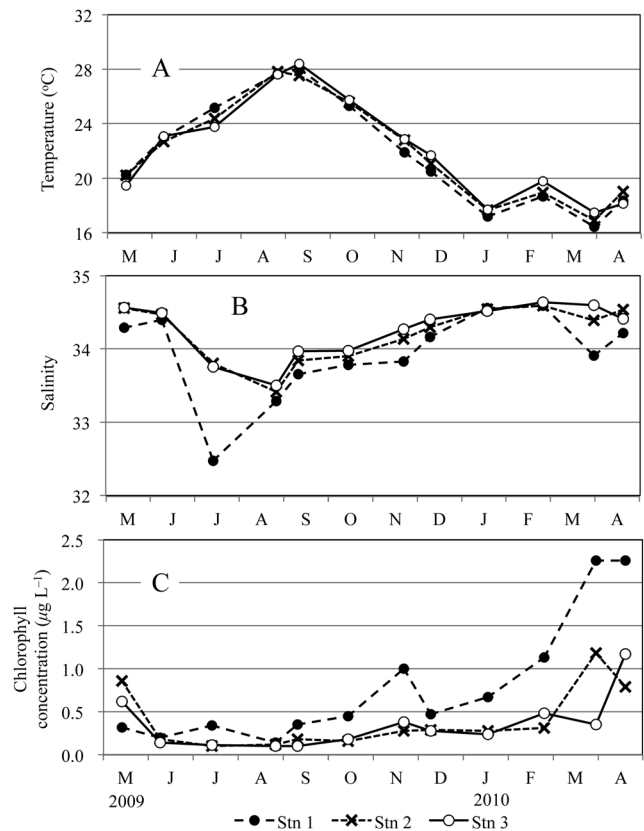 32
A
28
24
20
16
Temperature (°C)
M J J A S O N D J F M A
35
B
34
33
32
Salinity
M J J A S O N D J F M A
2.5
C
2.0
1.5
1.0
0.5
0.0
Chlorophyll
concentration (µg L⁻¹)
M J J A S O N D J F M A
2009 2010
Stn 1 Stn 2 Stn 3